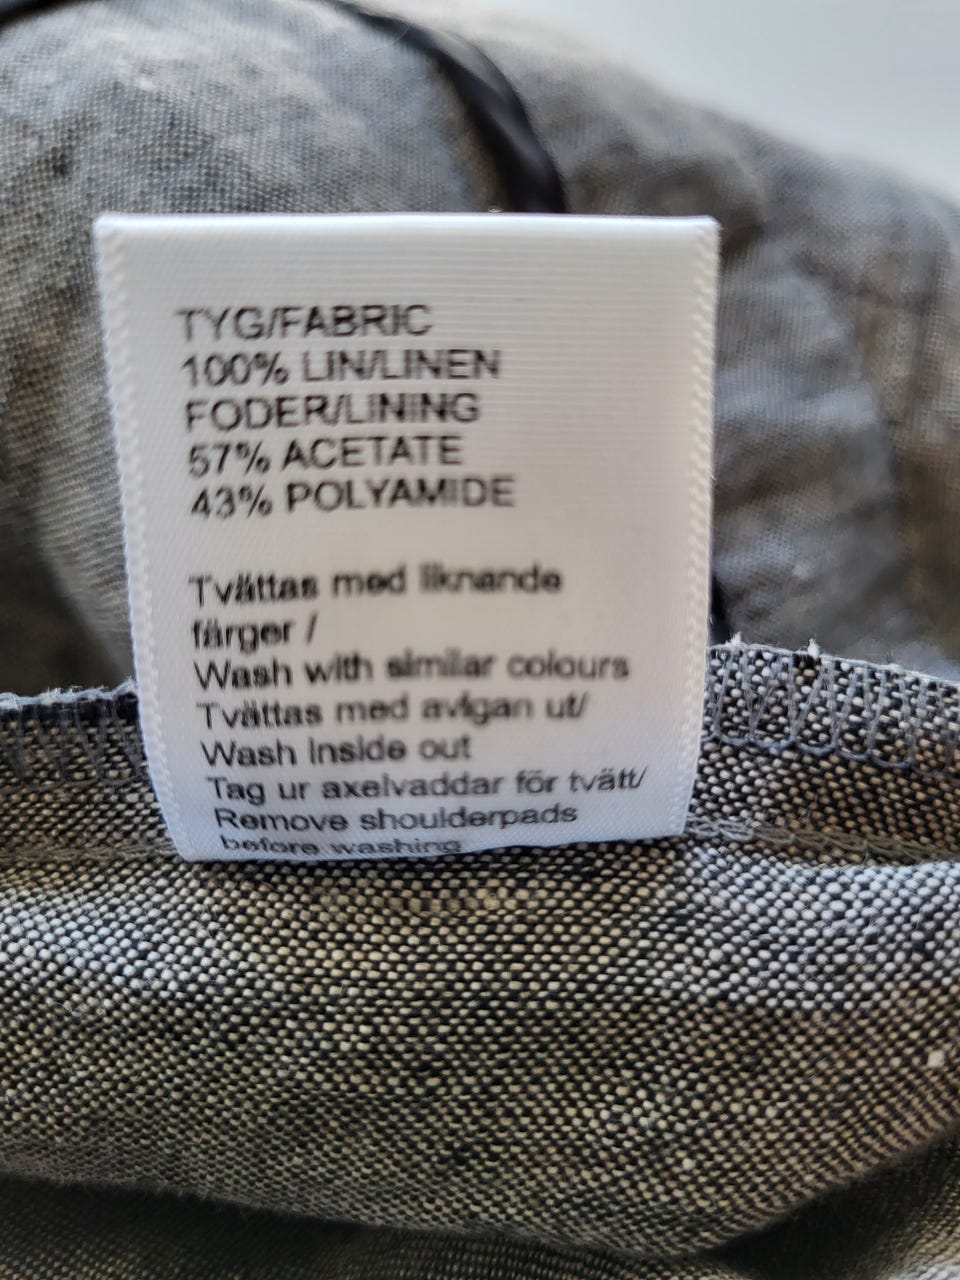 TYG/FABRIC
100% LIN/LINEN
FODER/LINING
57% ACETATE
43% POLYAMIDE
Tvättas med liknande
färger /
Wash with similar colours
Tvättas med avigan ut/
Wash inside out
Tag ur axelvaddar för tvätt/
Remove shoulderpads
before washing